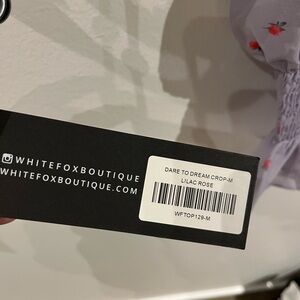 WHITEFOXBOUTIQUE
WHITEFOXBOUTIQUE.COM
DARE TO DREAM CROP-M
LILAC ROSE
WFTOP129-M